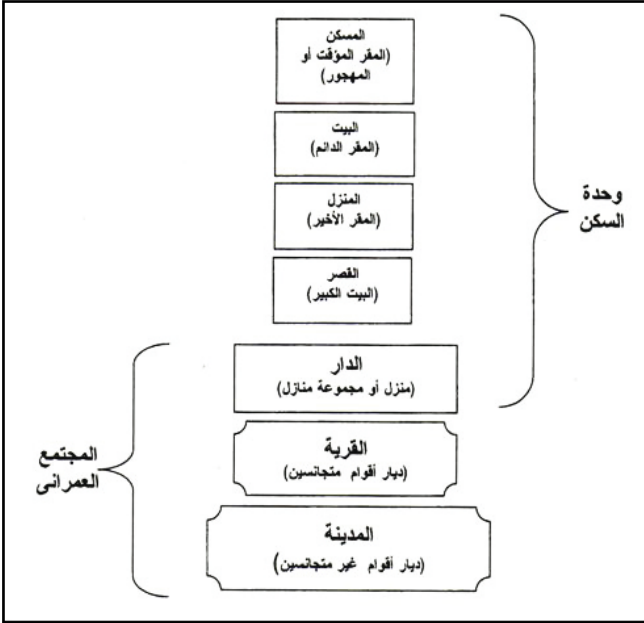 المسكن
(المقر المؤقت أو
المهجور)
البيت
(المقر الدائم)
المنزل
(المقر الأخير)
القصر
(البيت الكبير)
وحدة
السكن
الدار
(منزل أو مجموعة منازل)
القرية
(ديار أقوام متجانسين)
المدينة
(ديار أقوام غير متجانسين)
المجتمع
العمرانى